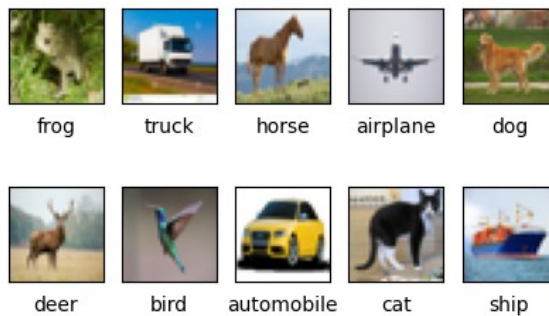 frog truck horse airplane dog
deer bird automobile cat ship